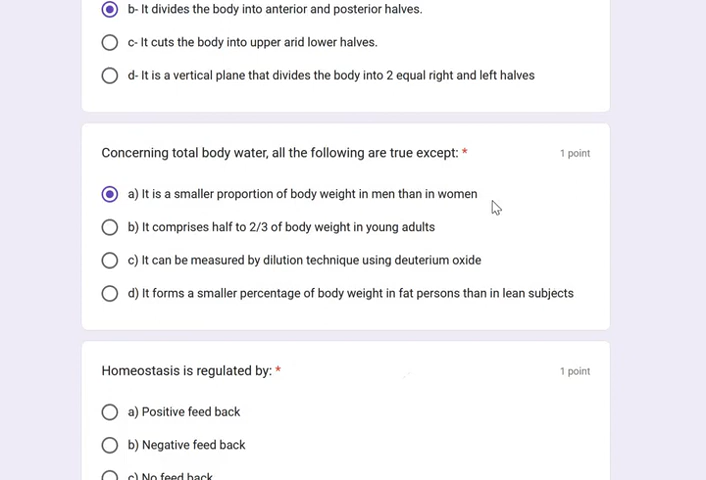 b- It divides the body into anterior and posterior halves.
c- It cuts the body into upper arid lower halves.
d- It is a vertical plane that divides the body into 2 equal right and left halves
Concerning total body water, all the following are true except: *
1 point
a) It is a smaller proportion of body weight in men than in women
b) It comprises half to 2/3 of body weight in young adults
c) It can be measured by dilution technique using deuterium oxide
d) It forms a smaller percentage of body weight in fat persons than in lean subjects
Homeostasis is regulated by: *
1 point
a) Positive feed back
b) Negative feed back
c) No feed back